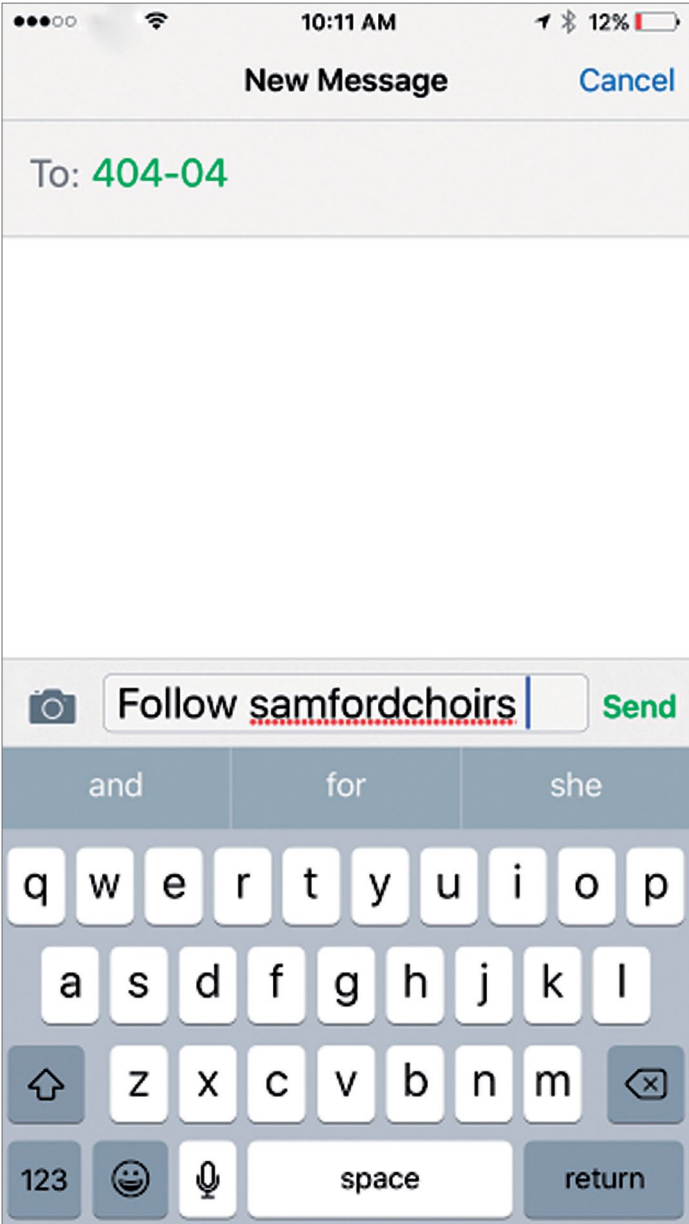 10:11 AM 12%
New Message Cancel
To: 404-04
Follow samfordchoirs Send
and for she
q w e r t y u i o p
a s d f g h j k l
z x c v b n m
123 space return